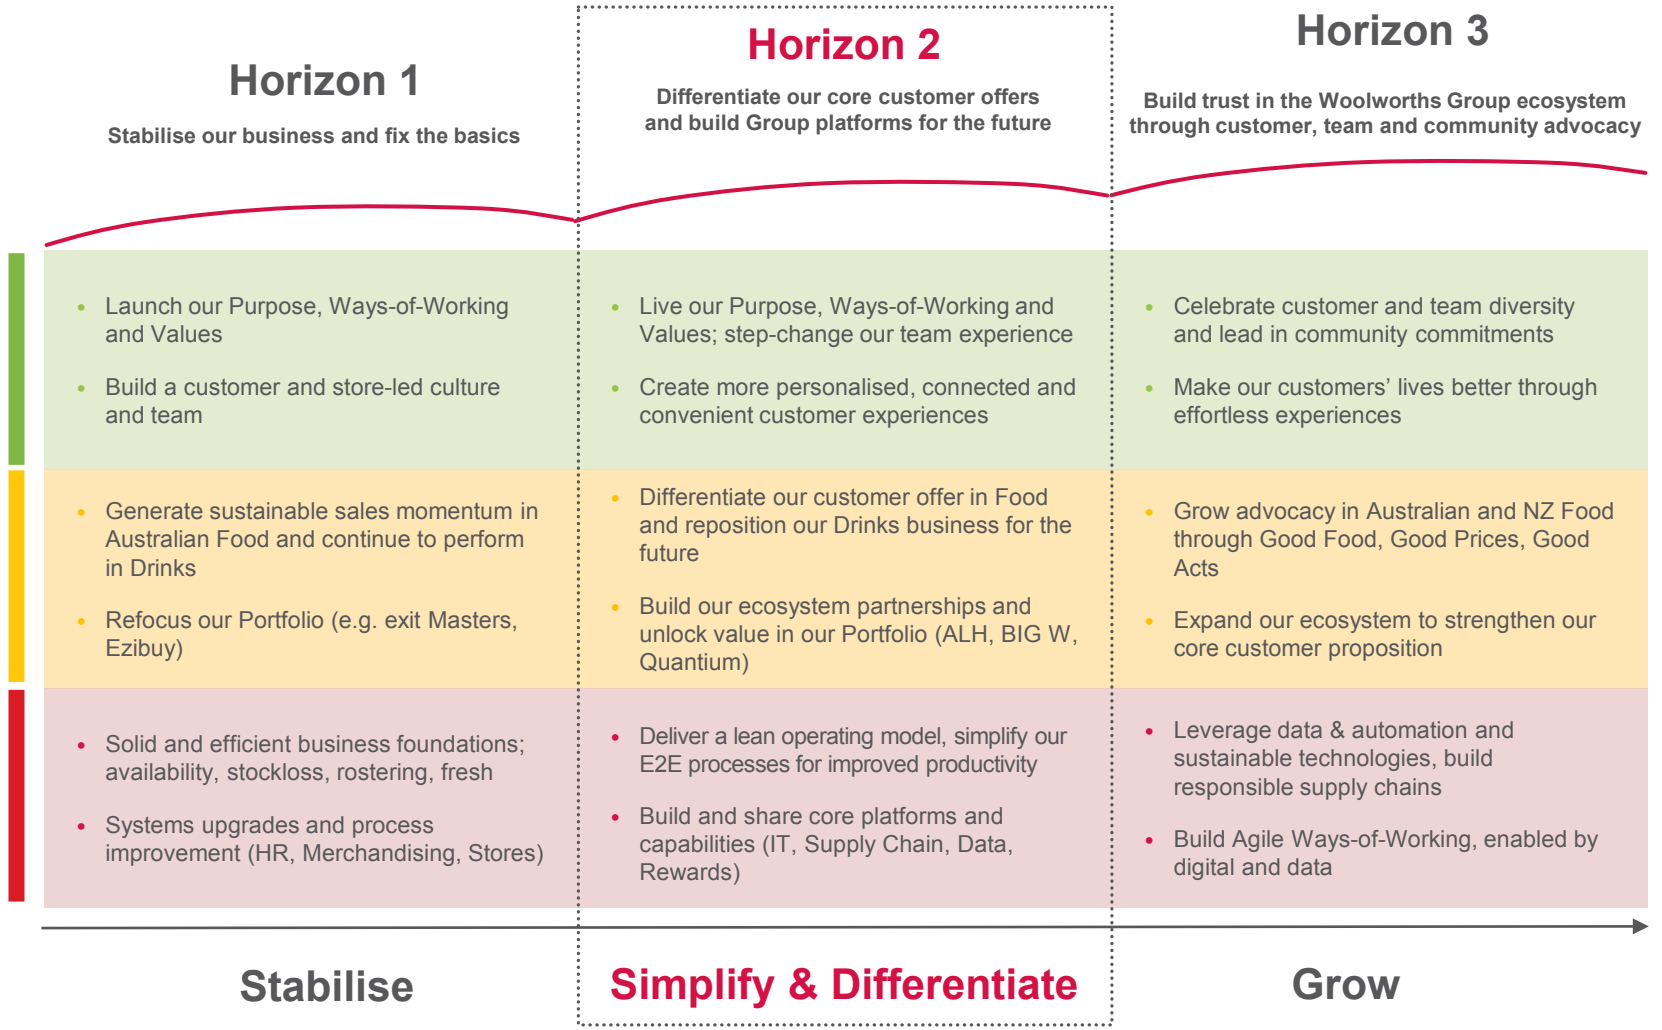 Horizon 1
Stabilise our business and fix the basics
Horizon 2
Differentiate our core customer offers
and build Group platforms for the future
Horizon 3
Build trust in the Woolworths Group ecosystem
through customer, team and community advocacy
• Launch our Purpose, Ways-of-Working
and Values
• Build a customer and store-led culture
and team
• Live our Purpose, Ways-of-Working and
Values; step-change our team experience
• Create more personalised, connected and
convenient customer experiences
• Celebrate customer and team diversity
and lead in community commitments
• Make our customers’ lives better through
effortless experiences
• Generate sustainable sales momentum in
Australian Food and continue to perform
in Drinks
• Refocus our Portfolio (e.g. exit Masters,
Ezibuy)
• Differentiate our customer offer in Food
and reposition our Drinks business for the
future
• Build our ecosystem partnerships and
unlock value in our Portfolio (ALH, BIG W,
Quantium)
• Grow advocacy in Australian and NZ Food
through Good Food, Good Prices, Good
Acts
• Expand our ecosystem to strengthen our
core customer proposition
• Solid and efficient business foundations;
availability, stockloss, rostering, fresh
• Systems upgrades and process
improvement (HR, Merchandising, Stores)
• Deliver a lean operating model, simplify our
E2E processes for improved productivity
• Build and share core platforms and
capabilities (IT, Supply Chain, Data,
Rewards)
• Leverage data & automation and
sustainable technologies, build
responsible supply chains
• Build Agile Ways-of-Working, enabled by
digital and data
Stabilise
Simplify & Differentiate
Grow